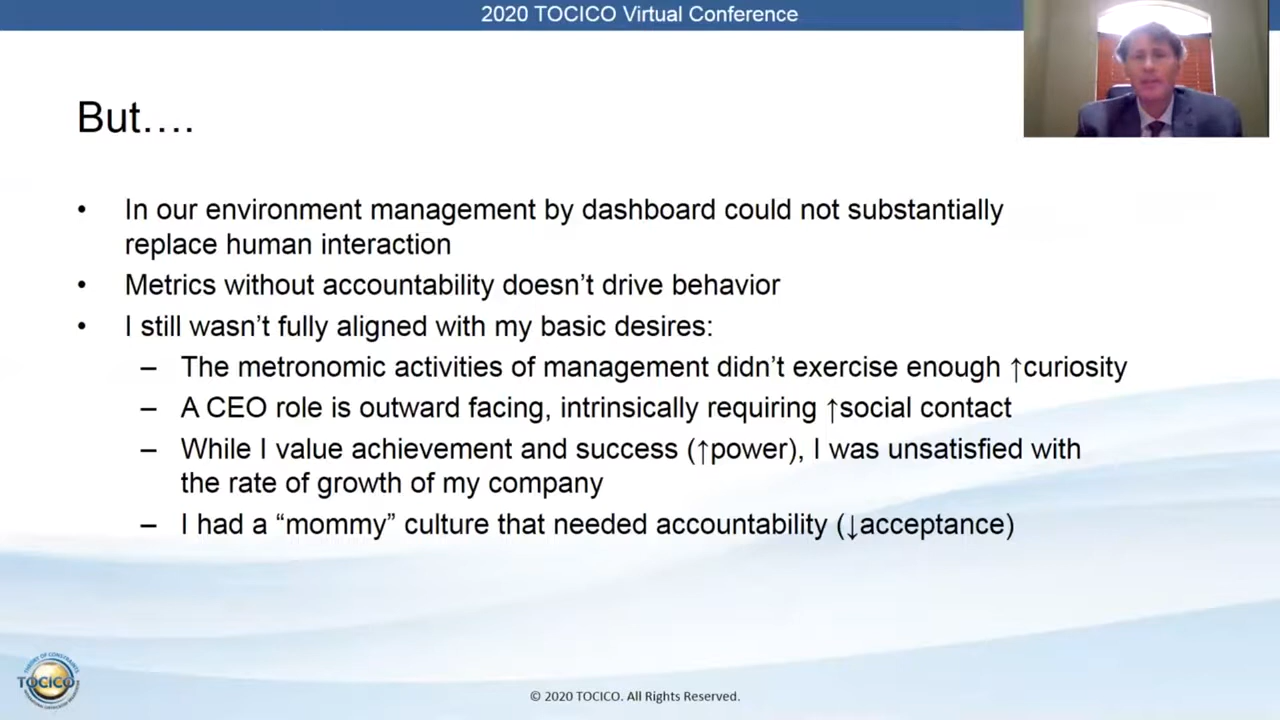 2020 TOCICO Virtual Conference
But….
• In our environment management by dashboard could not substantially
replace human interaction
• Metrics without accountability doesn’t drive behavior
• I still wasn’t fully aligned with my basic desires:
– The metronomic activities of management didn’t exercise enough ↑curiosity
– A CEO role is outward facing, intrinsically requiring ↑social contact
– While I value achievement and success (↑power), I was unsatisfied with
the rate of growth of my company
– I had a “mommy” culture that needed accountability (↓acceptance)
THEORY OF CONSTRAINTS
TOCICO
© 2020 TOCICO. All Rights Reserved.